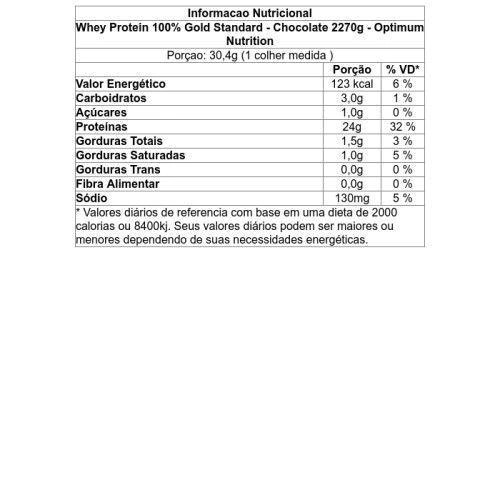 Informacao Nutricional
Whey Protein 100% Gold Standard - Chocolate 2270g - Optimum
Nutrition
Porçao: 30,4g (1 colher medida )
Porção % VD*
Valor Energético 123 kcal 6 %
Carboidratos 3,0g 1 %
Açúcares 1,0g 0 %
Proteínas 24g 32 %
Gorduras Totais 1,5g 3 %
Gorduras Saturadas 1,0g 5 %
Gorduras Trans 0,0g 0 %
Fibra Alimentar 0,0g 0 %
Sódio 130mg 5 %
* Valores diários de referencia com base em uma dieta de 2000
calorias ou 8400kj. Seus valores diários podem ser maiores ou
menores dependendo de suas necessidades energéticas.